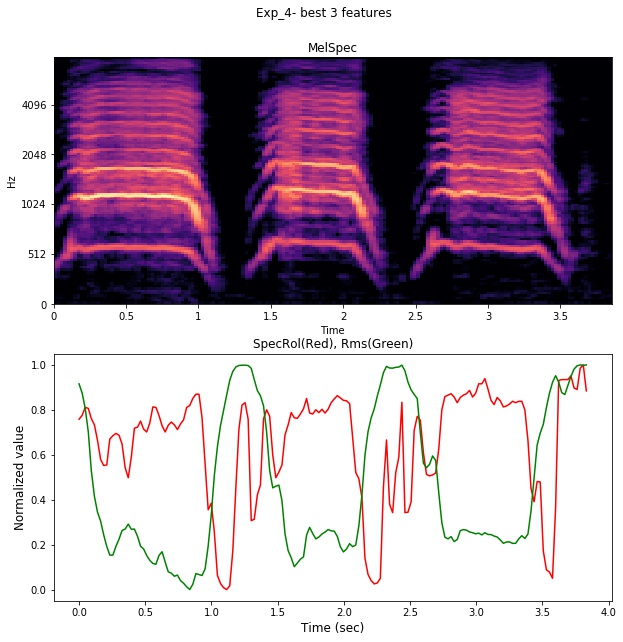 Exp_4- best 3 features
MelSpec
4096
2048
1024
512
0
Hz
0 0.5 1 1.5 2 2.5 3 3.5
Time
SpecRol(Red), Rms(Green)
1.0
0.8
0.6
0.4
0.2
0.0
Normalized value
0.0 0.5 1.0 1.5 2.0 2.5 3.0 3.5 4.0
Time (sec)